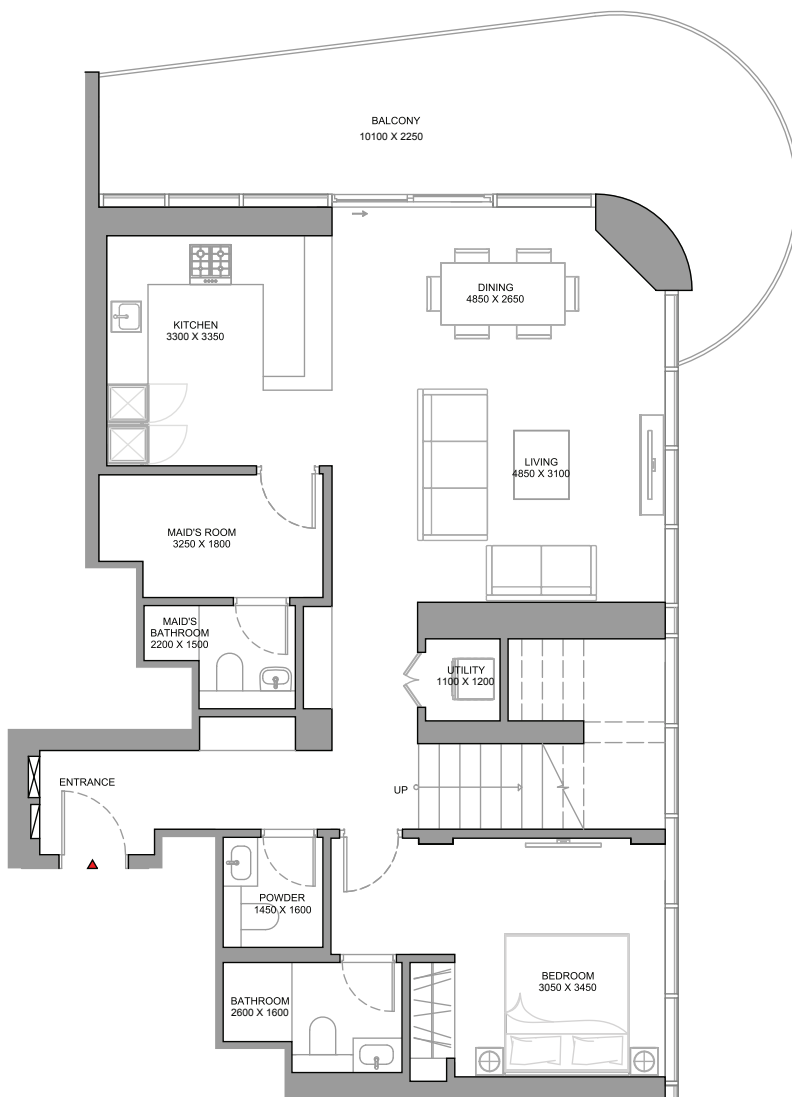 BALCONY
10100 X 2250
DINING
4850 X 2650
KITCHEN
3300 X 3350
LIVING
4850 X 3100
MAID'S ROOM
3250 X 1800
MAID'S
BATHROOM
2200 X 1500
UTILITY
1100 X 1200
ENTRANCE
UP
POWDER
1450 X 1600
BEDROOM
3050 X 3450
BATHROOM
2600 X 1600